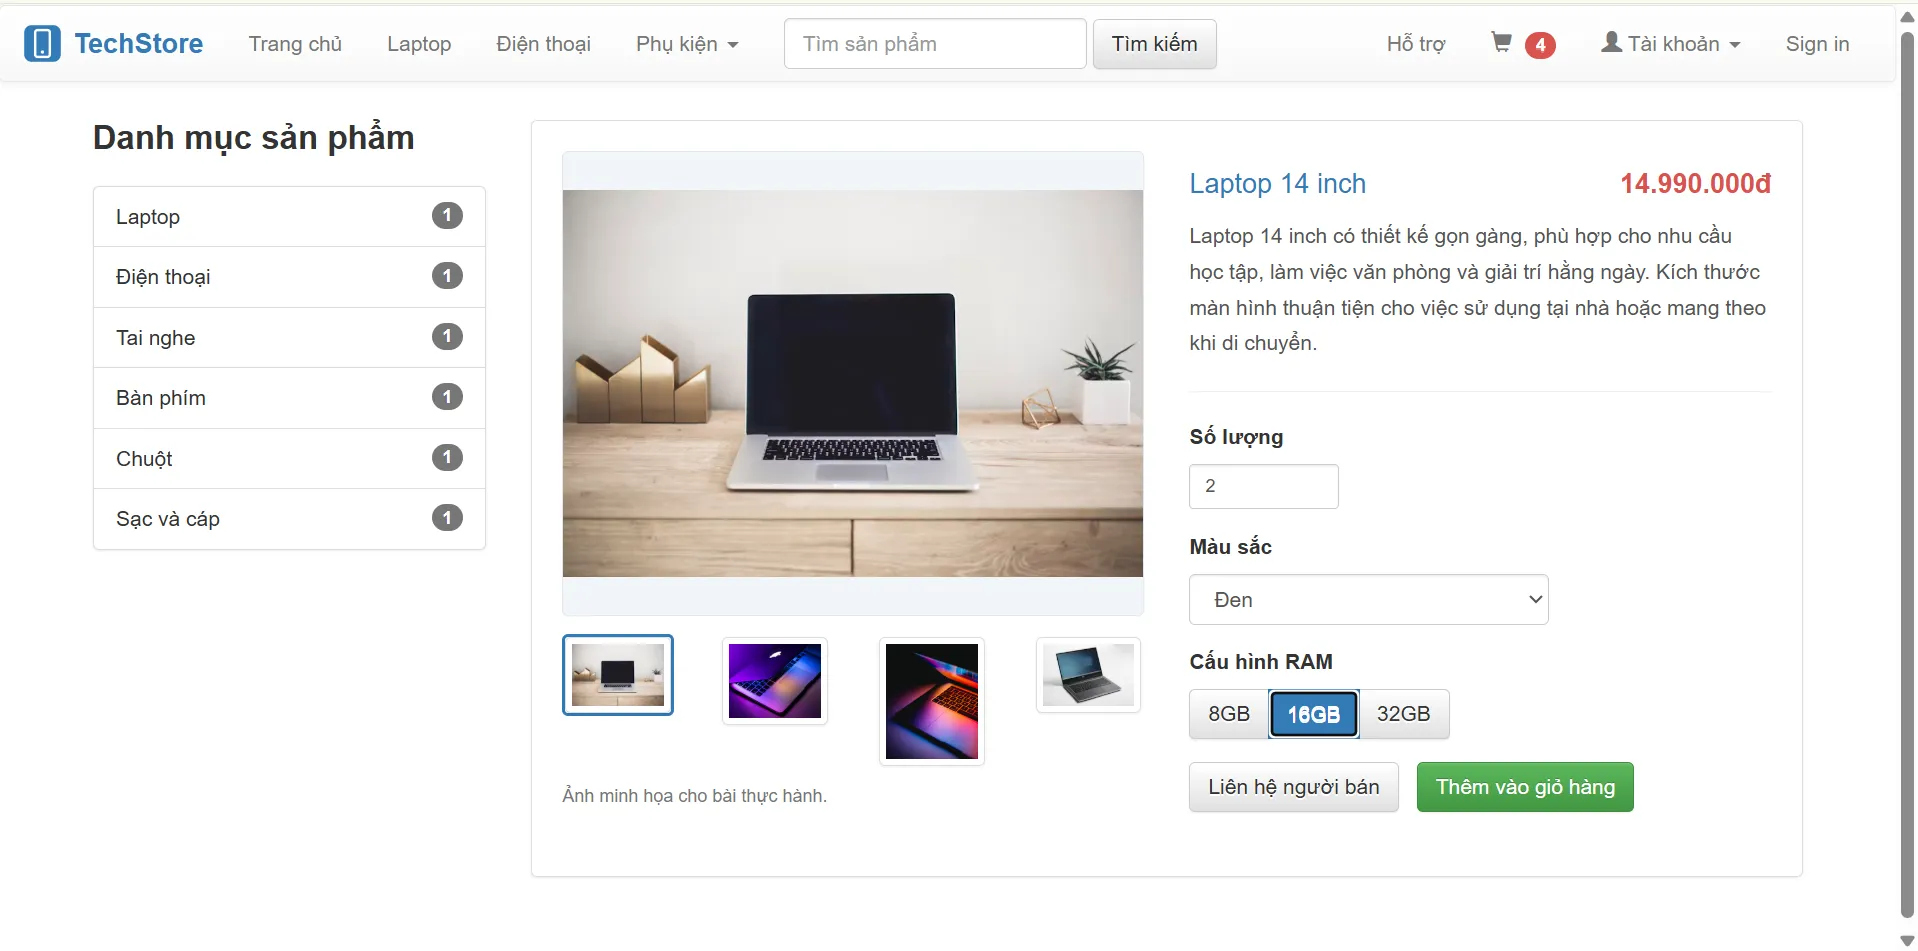 TechStore Trang chủ Laptop Điện thoại Phụ kiện Tìm sản phẩm Tìm kiếm Hỗ trợ 4 Tài khoản Sign in
Danh mục sản phẩm
Laptop 1
Điện thoại 1
Tai nghe 1
Bàn phím 1
Chuột 1
Sạc và cáp 1
Ảnh minh họa cho bài thực hành.
Laptop 14 inch 14.990.000đ
Laptop 14 inch có thiết kế gọn gàng, phù hợp cho nhu cầu
học tập, làm việc văn phòng và giải trí hằng ngày. Kích thước
màn hình thuận tiện cho việc sử dụng tại nhà hoặc mang theo
khi di chuyển.
Số lượng
2
Màu sắc
Đen
Cấu hình RAM
8GB 16GB 32GB
Liên hệ người bán Thêm vào giỏ hàng